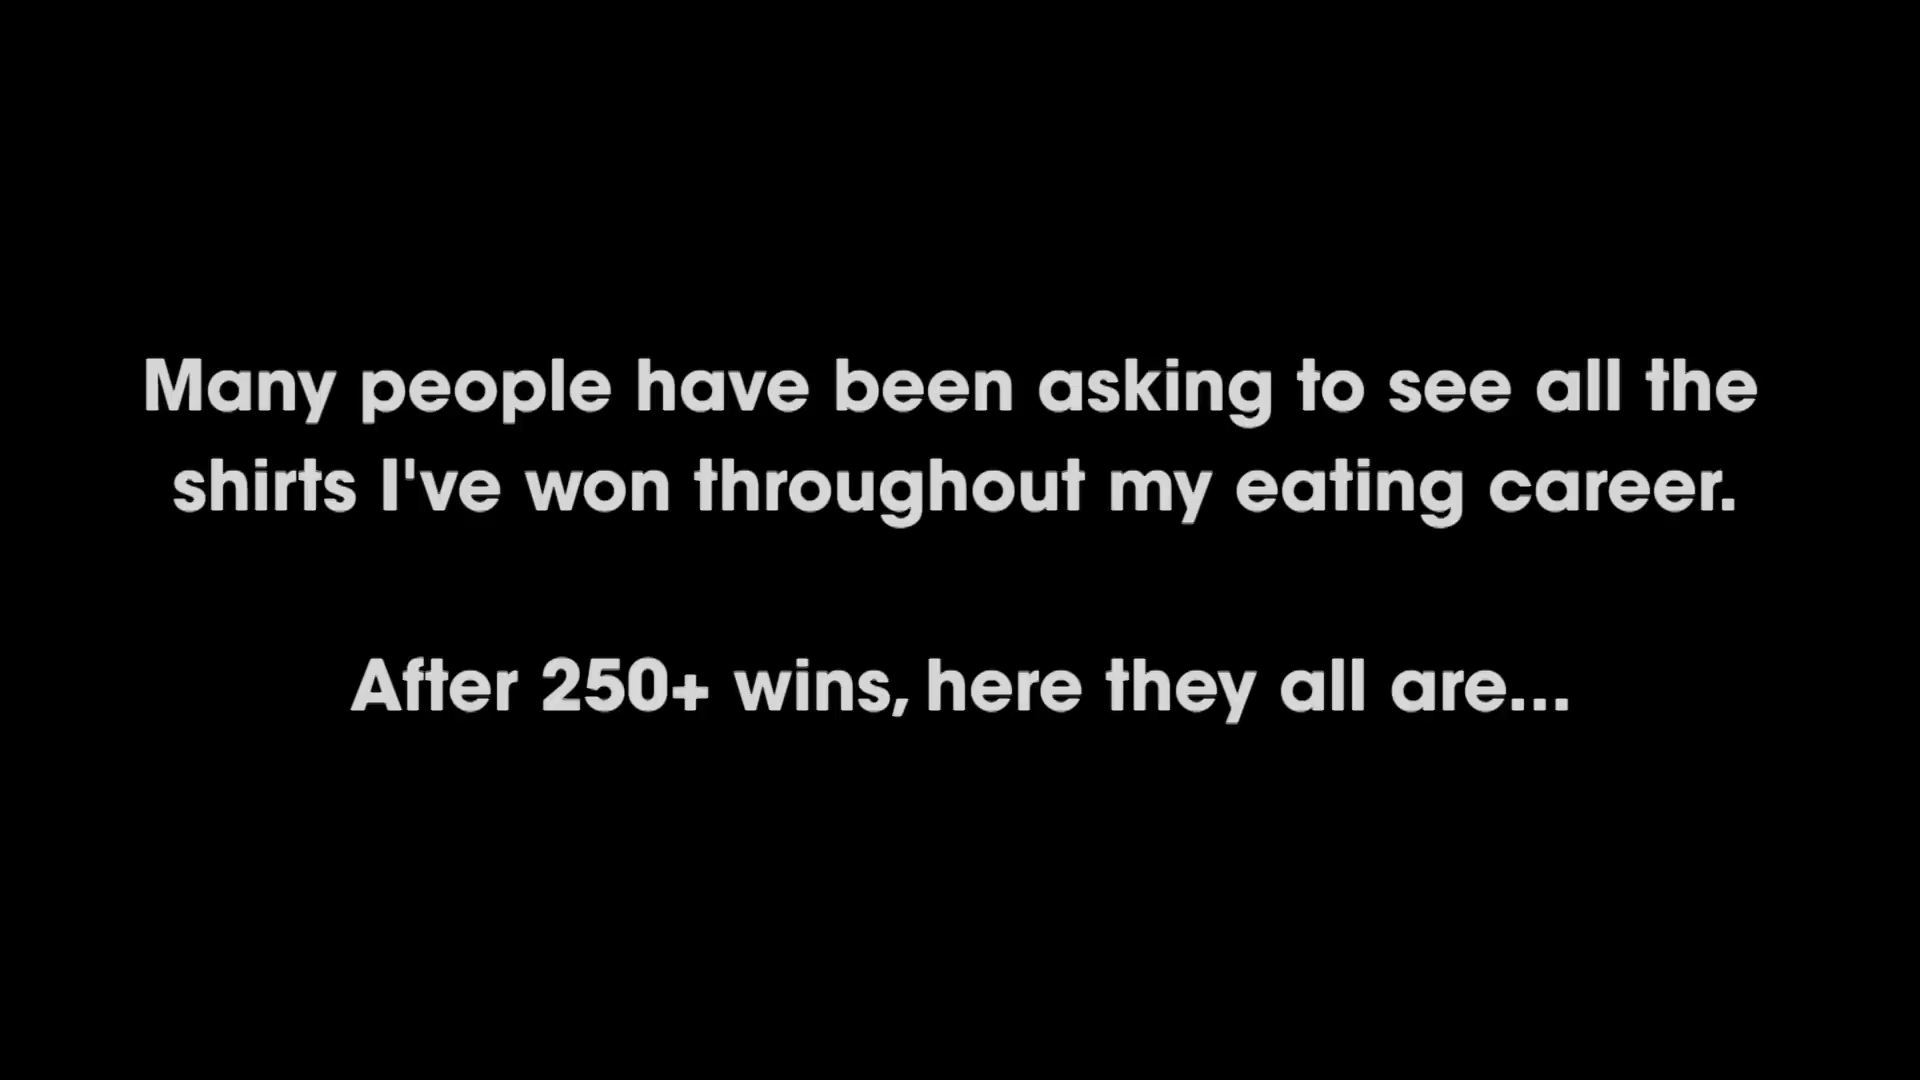 Many people have been asking to see all the
shirts I've won throughout my eating career.
After 250+ wins, here they all are...